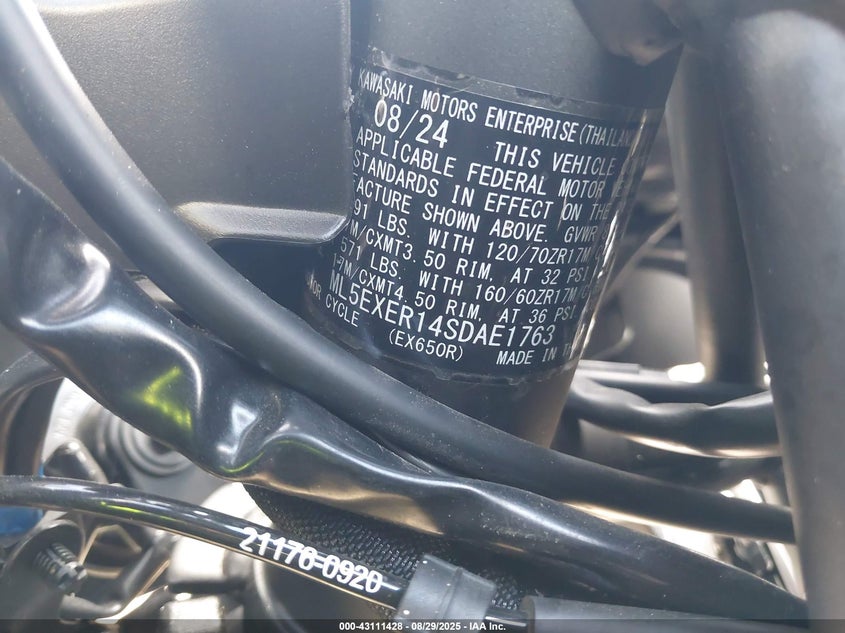 KAWASAKI MOTORS ENTERPRISE (THAILAND
08/24 THIS VEHICLE
APPLICABLE FEDERAL MOTOR
STANDARDS IN EFFECT ON THE
FACTURE SHOWN ABOVE. GVWR
91 LBS. WITH 120/70ZR17M/C
M/CXMT3.50 RIM, AT 32 PSI
571 LBS. WITH 160/60ZR17M/C
17M/CXMT4.50 RIM, AT 36 PSI
ML5EXER14SDAE1763
CYCLE
(EX650R) MADE IN
21176-0920
000-43111428 - 08/29/2025 - IAA Inc.